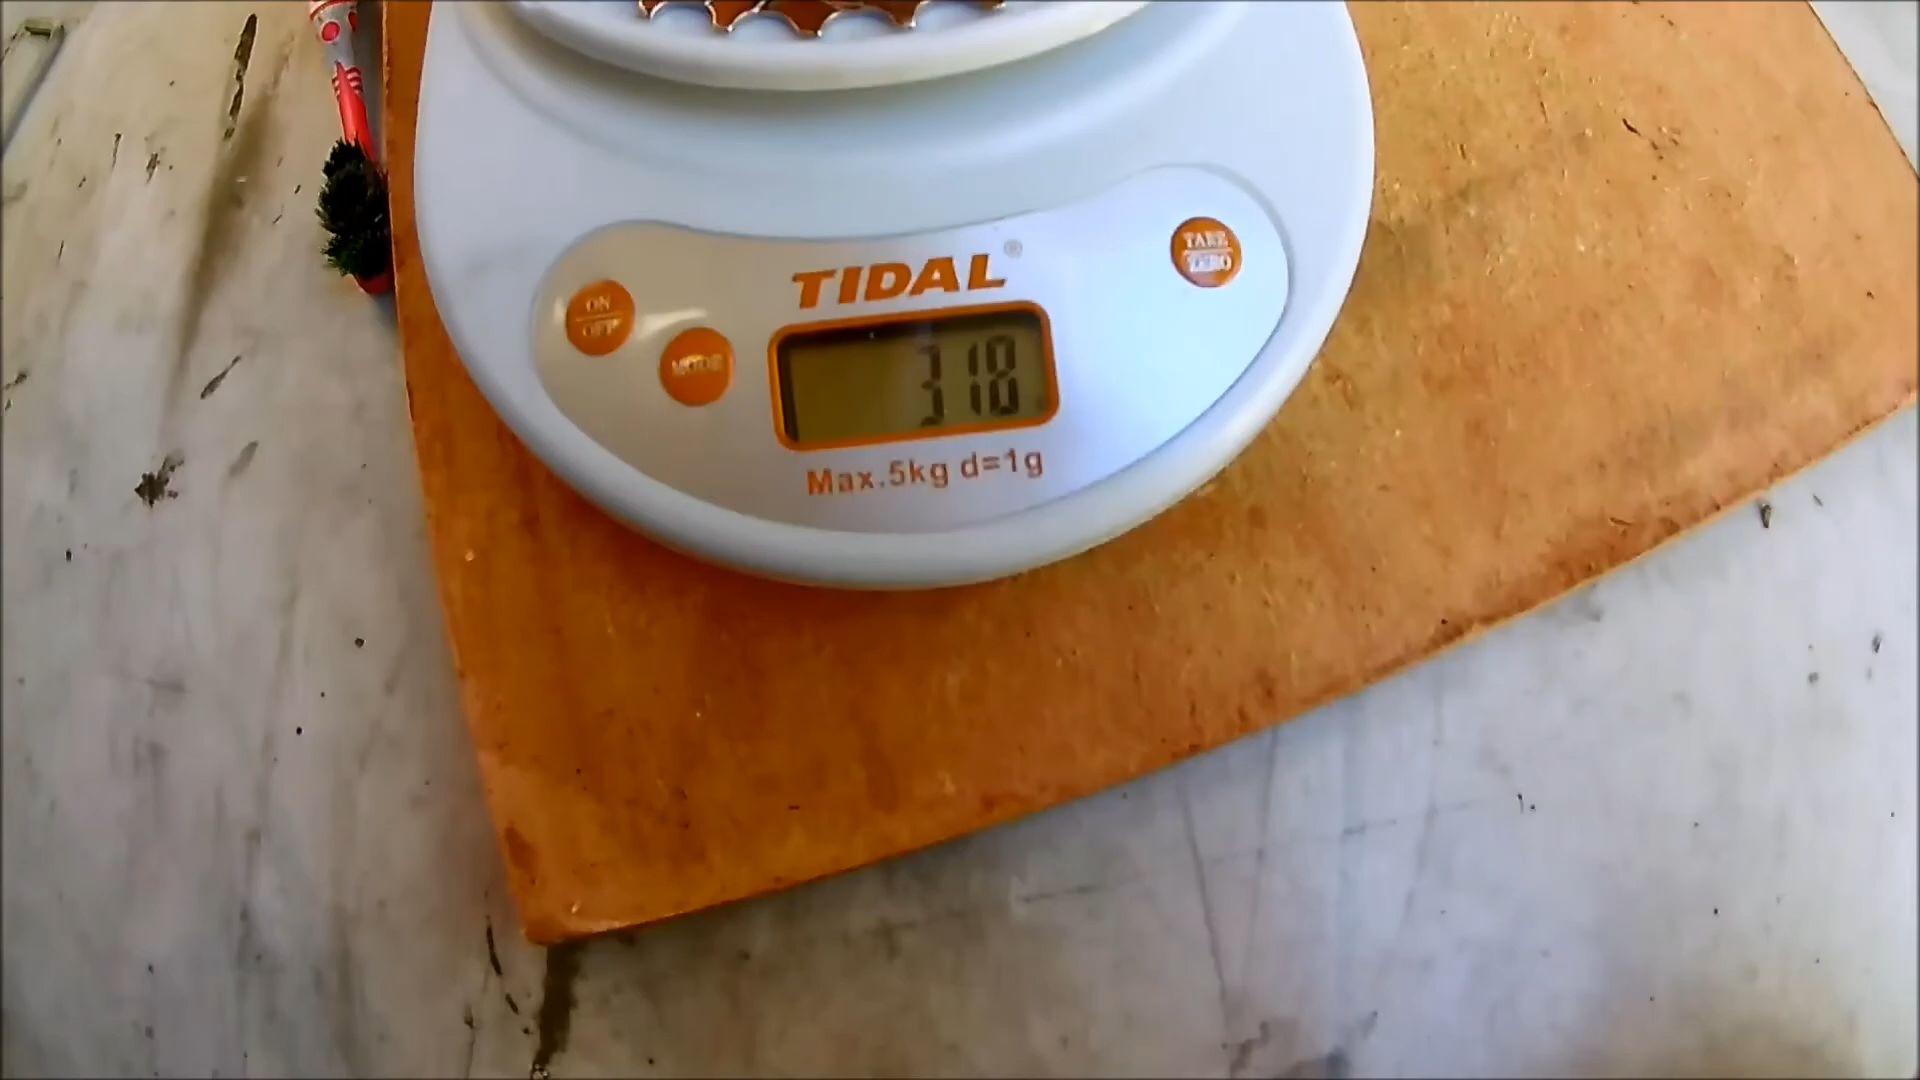 TIDAL®
ON
OFF
MODE
TARE
ZERO
318
Max.5kg d=1g